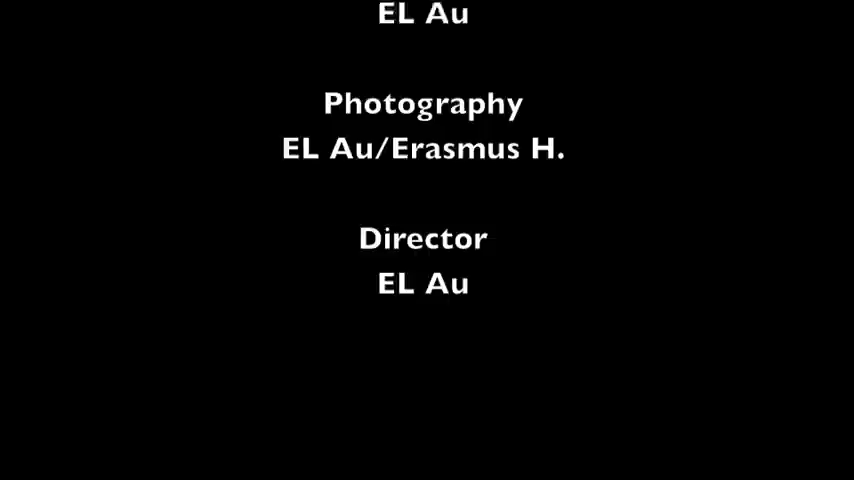 EL Au
Photography
EL Au/Erasmus H.
Director
EL Au